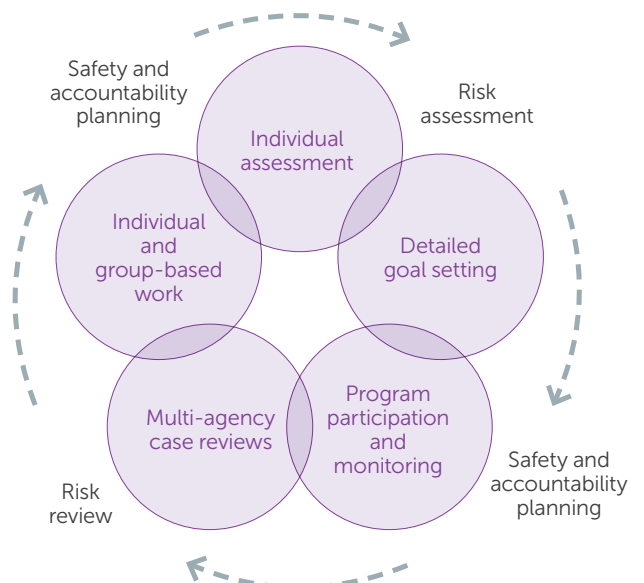 Safety and
accountability
planning
Individual
assessment
Risk
assessment
Individual
and
group-based
work
Detailed
goal setting
Multi-agency
case reviews
Program
participation
and
monitoring
Risk
review
Safety and
accountability
planning